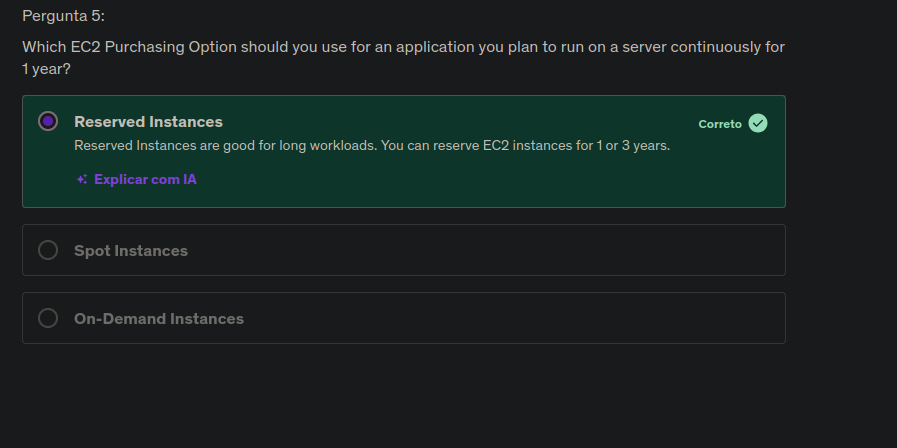 Pergunta 5:
Which EC2 Purchasing Option should you use for an application you plan to run on a server continuously for
1 year?
Reserved Instances
Correto
Reserved Instances are good for long workloads. You can reserve EC2 instances for 1 or 3 years.
Explicar com IA
Spot Instances
On-Demand Instances